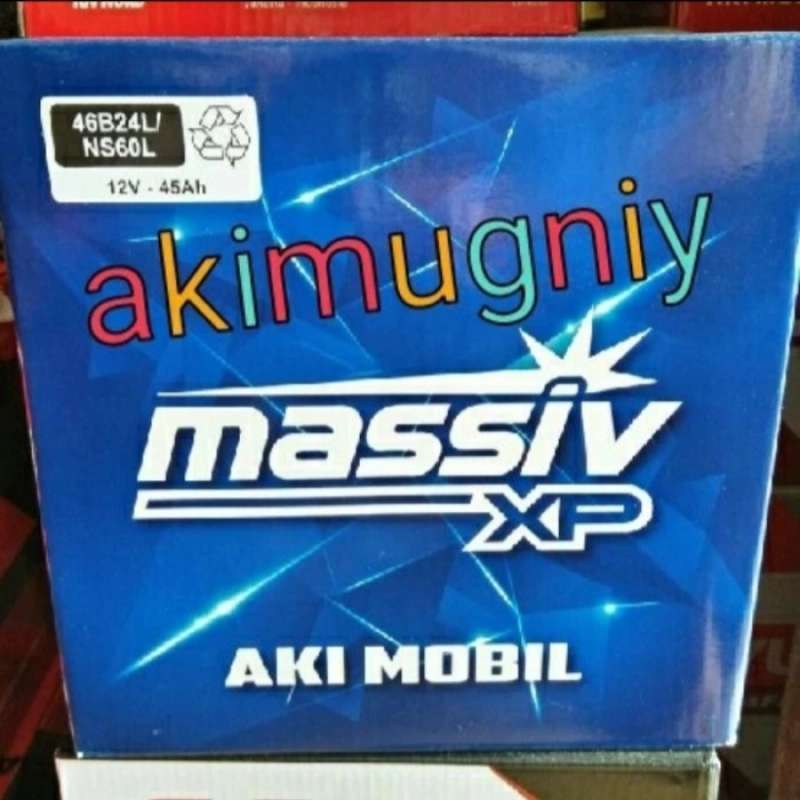 46B24L/
NS60L
12V - 45Ah
akimugniy
massiv
XP
AKI MOBIL